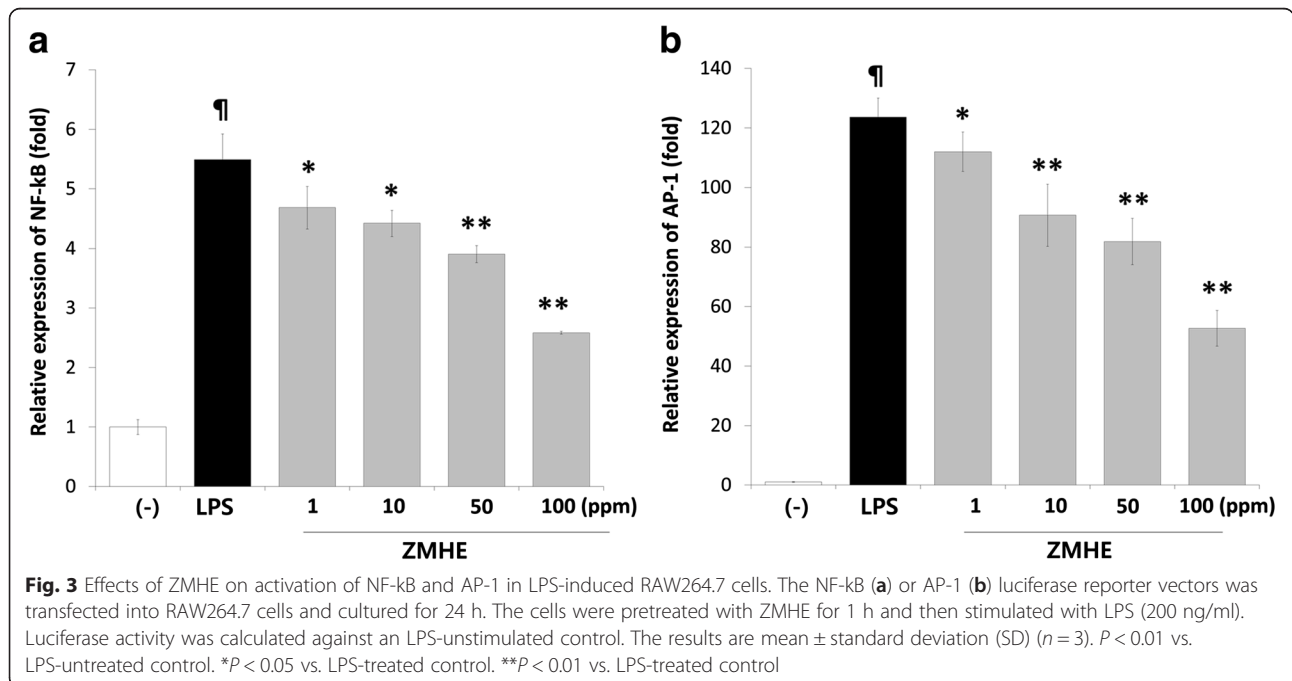 a
Relative expression of NF-kB (fold)
7
6
5
4
3
2
1
0
¶
*
*
**
**
(-) LPS 1 10 50 100 (ppm)
ZMHE
b
Relative expression of AP-1 (fold)
140
120
100
80
60
40
20
0
¶
*
**
**
**
(-) LPS 1 10 50 100 (ppm)
ZMHE
Fig. 3 Effects of ZMHE on activation of NF-kB and AP-1 in LPS-induced RAW264.7 cells. The NF-kB (a) or AP-1 (b) luciferase reporter vectors was
transfected into RAW264.7 cells and cultured for 24 h. The cells were pretreated with ZMHE for 1 h and then stimulated with LPS (200 ng/ml).
Luciferase activity was calculated against an LPS-unstimulated control. The results are mean ± standard deviation (SD) (n = 3). P < 0.01 vs.
LPS-untreated control. *P < 0.05 vs. LPS-treated control. **P < 0.01 vs. LPS-treated control